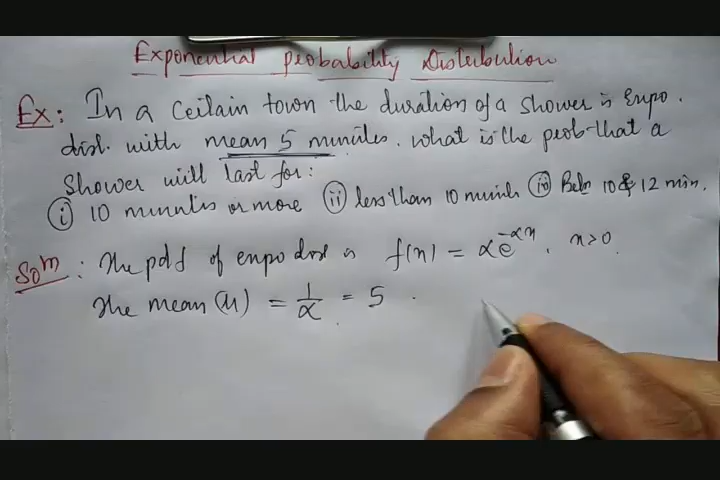 Exponential Probability Distribution
Ex: In a certain town the duration of a shower is Expo.
dist. with mean 5 minutes. What is the prob that a
shower will last for:
(i) 10 minutes or more (ii) less than 10 minuts (iii) Betn 10 & 12 min.
Solⁿ: The pdf of expo dist is f(x) = αe^{-αx}, x>0.
The mean (μ) = 1/α = 5.